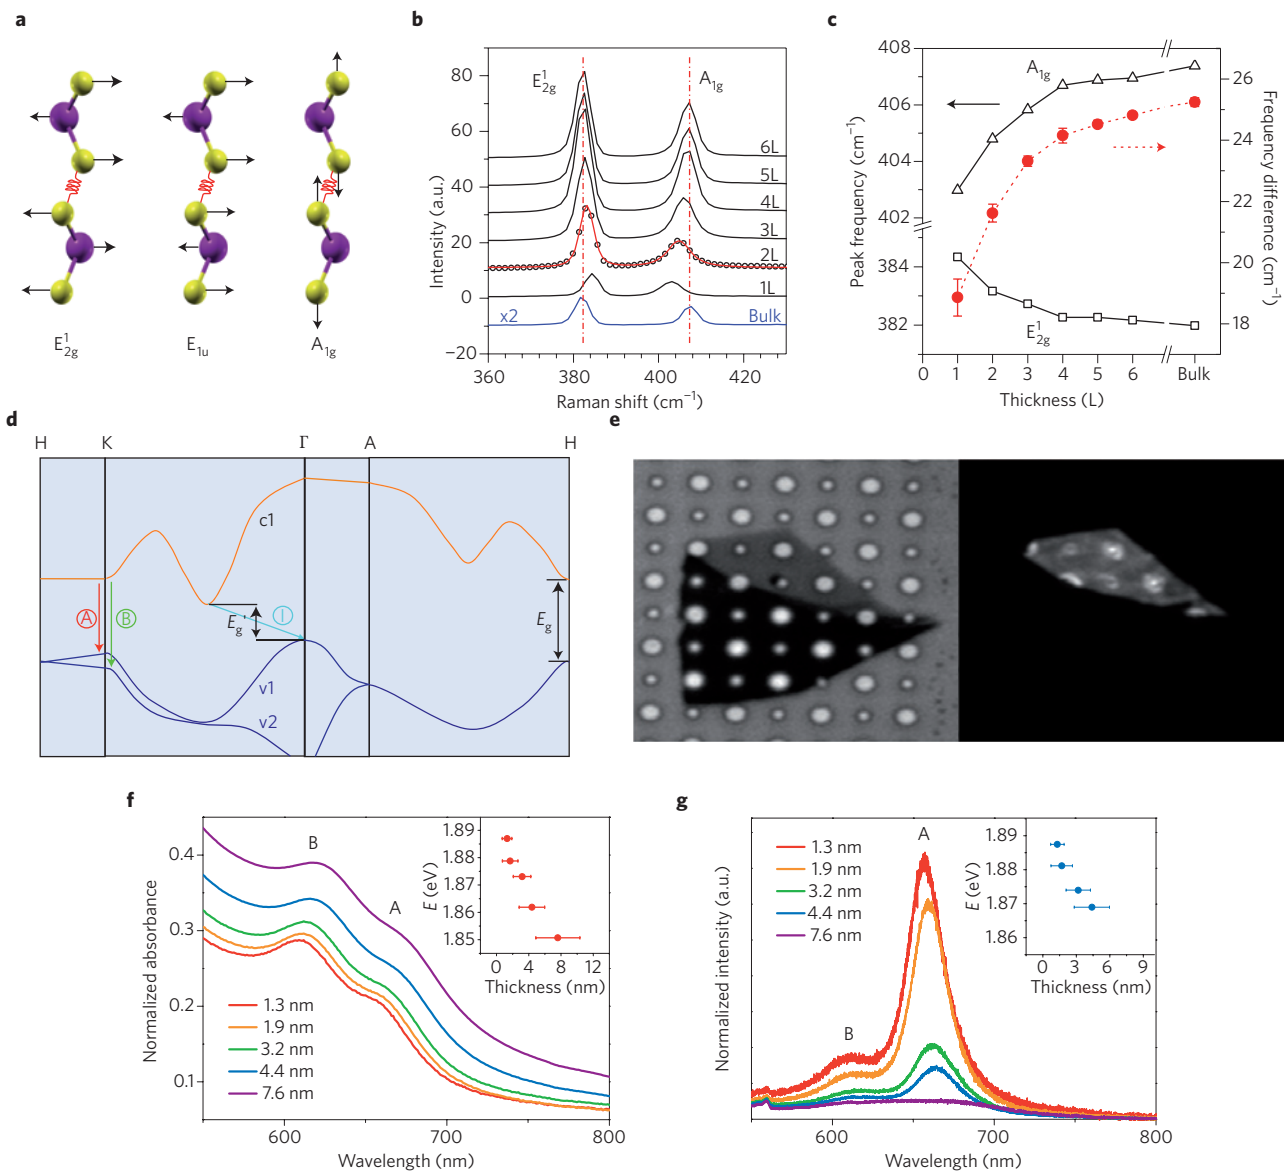 a
E¹2g
E1u
A1g
b
Intensity (a.u.)
80
60
40
20
0
−20
E¹2g
A1g
6L
5L
4L
3L
2L
1L
x2
Bulk
360
380
400
420
Raman shift (cm−1)
c
Peak frequency (cm−1)
408
406
404
402
384
382
A1g
E¹2g
26
24
22
20
18
Frequency difference (cm−1)
0
1
2
3
4
5
6
Bulk
Thickness (L)
d
H
K
Γ
A
H
c1
A
B
Eg′
I
Eg
v1
v2
e
f
Normalized absorbance
0.4
0.3
0.2
0.1
B
A
1.3 nm
1.9 nm
3.2 nm
4.4 nm
7.6 nm
E (eV)
1.89
1.88
1.87
1.86
1.85
0
4
8
12
Thickness (nm)
600
700
800
Wavelength (nm)
g
Normalized intensity (a.u.)
1.3 nm
1.9 nm
3.2 nm
4.4 nm
7.6 nm
A
B
E (eV)
1.89
1.88
1.87
1.86
0
3
6
9
Thickness (nm)
600
700
800
Wavelength (nm)